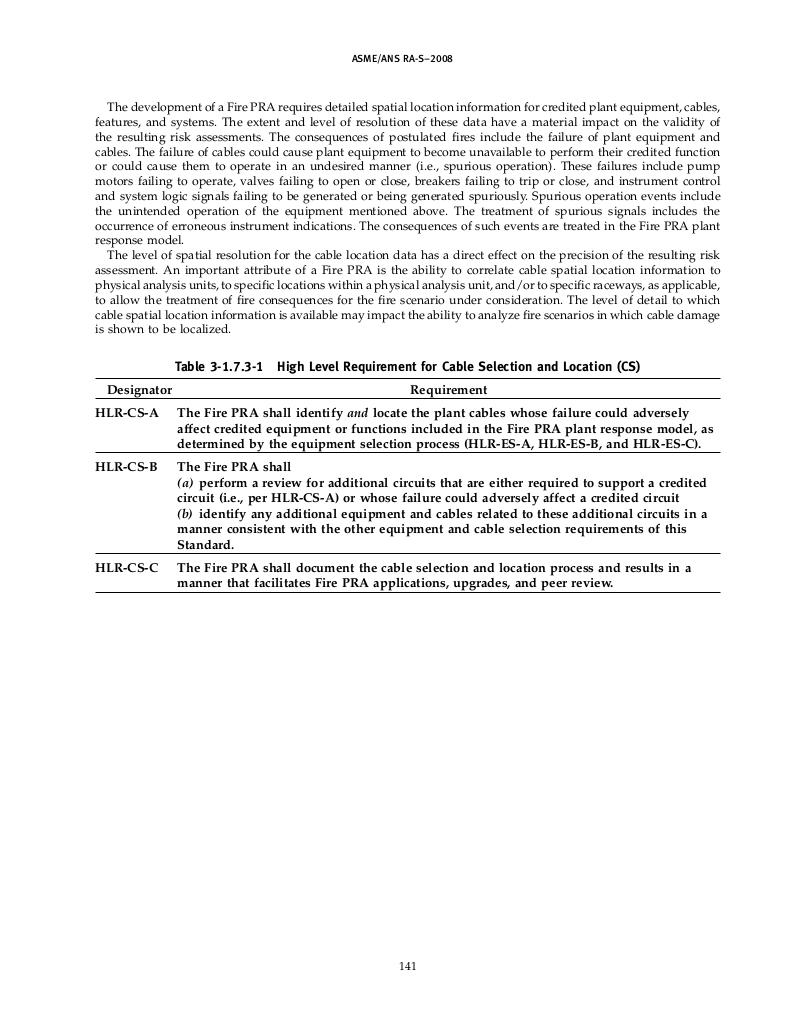 ASME/ANS RA-S–2008
The development of a Fire PRA requires detailed spatial location information for credited plant equipment, cables,
features, and systems. The extent and level of resolution of these data have a material impact on the validity of
the resulting risk assessments. The consequences of postulated fires include the failure of plant equipment and
cables. The failure of cables could cause plant equipment to become unavailable to perform their credited function
or could cause them to operate in an undesired manner (i.e., spurious operation). These failures include pump
motors failing to operate, valves failing to open or close, breakers failing to trip or close, and instrument control
and system logic signals failing to be generated or being generated spuriously. Spurious operation events include
the unintended operation of the equipment mentioned above. The treatment of spurious signals includes the
occurrence of erroneous instrument indications. The consequences of such events are treated in the Fire PRA plant
response model.
The level of spatial resolution for the cable location data has a direct effect on the precision of the resulting risk
assessment. An important attribute of a Fire PRA is the ability to correlate cable spatial location information to
physical analysis units, to specific locations within a physical analysis unit, and/or to specific raceways, as applicable,
to allow the treatment of fire consequences for the fire scenario under consideration. The level of detail to which
cable spatial location information is available may impact the ability to analyze fire scenarios in which cable damage
is shown to be localized.
Table 3-1.7.3-1 High Level Requirement for Cable Selection and Location (CS)
Designator Requirement
HLR-CS-A The Fire PRA shall identify and locate the plant cables whose failure could adversely
affect credited equipment or functions included in the Fire PRA plant response model, as
determined by the equipment selection process (HLR-ES-A, HLR-ES-B, and HLR-ES-C).
HLR-CS-B The Fire PRA shall
(a) perform a review for additional circuits that are either required to support a credited
circuit (i.e., per HLR-CS-A) or whose failure could adversely affect a credited circuit
(b) identify any additional equipment and cables related to these additional circuits in a
manner consistent with the other equipment and cable selection requirements of this
Standard.
HLR-CS-C The Fire PRA shall document the cable selection and location process and results in a
manner that facilitates Fire PRA applications, upgrades, and peer review.
141